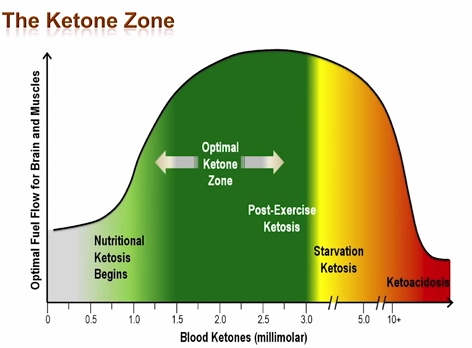 The Ketone Zone
Optimal Fuel Flow for Brain and Muscles
Optimal
Ketone
Zone
Post-Exercise
Ketosis
Nutritional
Ketosis
Begins
Starvation
Ketosis
Ketoacidosis
0 0.5 1.0 1.5 2.0 2.5 3.0 5.0 10+
Blood Ketones (millimolar)